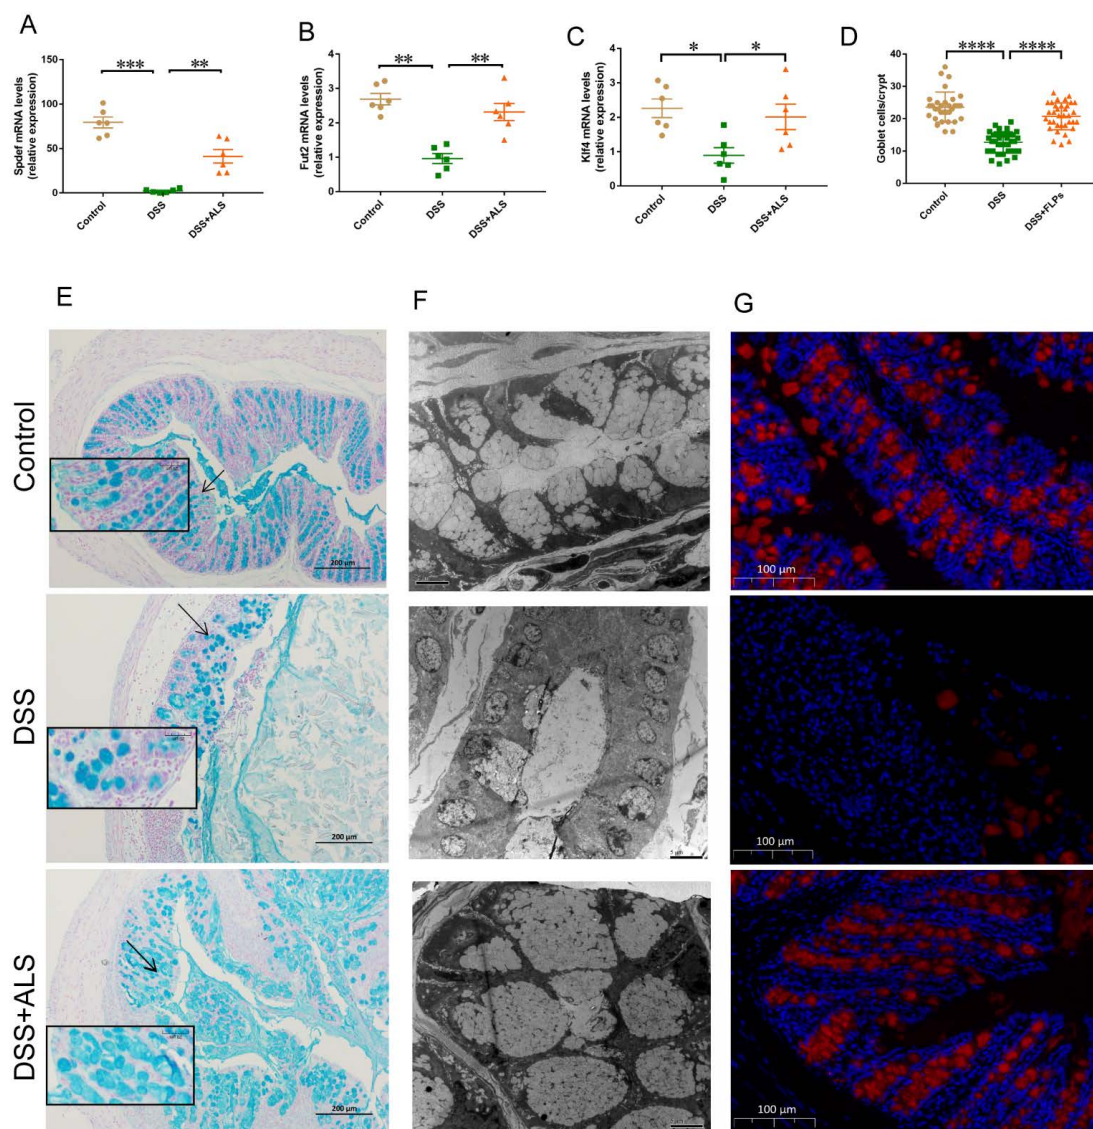 A
Spdef mRNA levels
(relative expression)
150
100
50
0
***
**
Control
DSS
DSS+ALS
B
Fut2 mRNA levels
(relative expression)
4
3
2
1
0
**
**
Control
DSS
DSS+ALS
C
Klf4 mRNA levels
(relative expression)
4
3
2
1
0
*
*
Control
DSS
DSS+ALS
D
Goblet cells/crypt
40
30
20
10
0
****
****
Control
DSS
DSS+FLPs
E
F
G
Control
200 µm
100 µm
DSS
200 µm
5 µm
100 µm
DSS+ALS
200 µm
100 µm